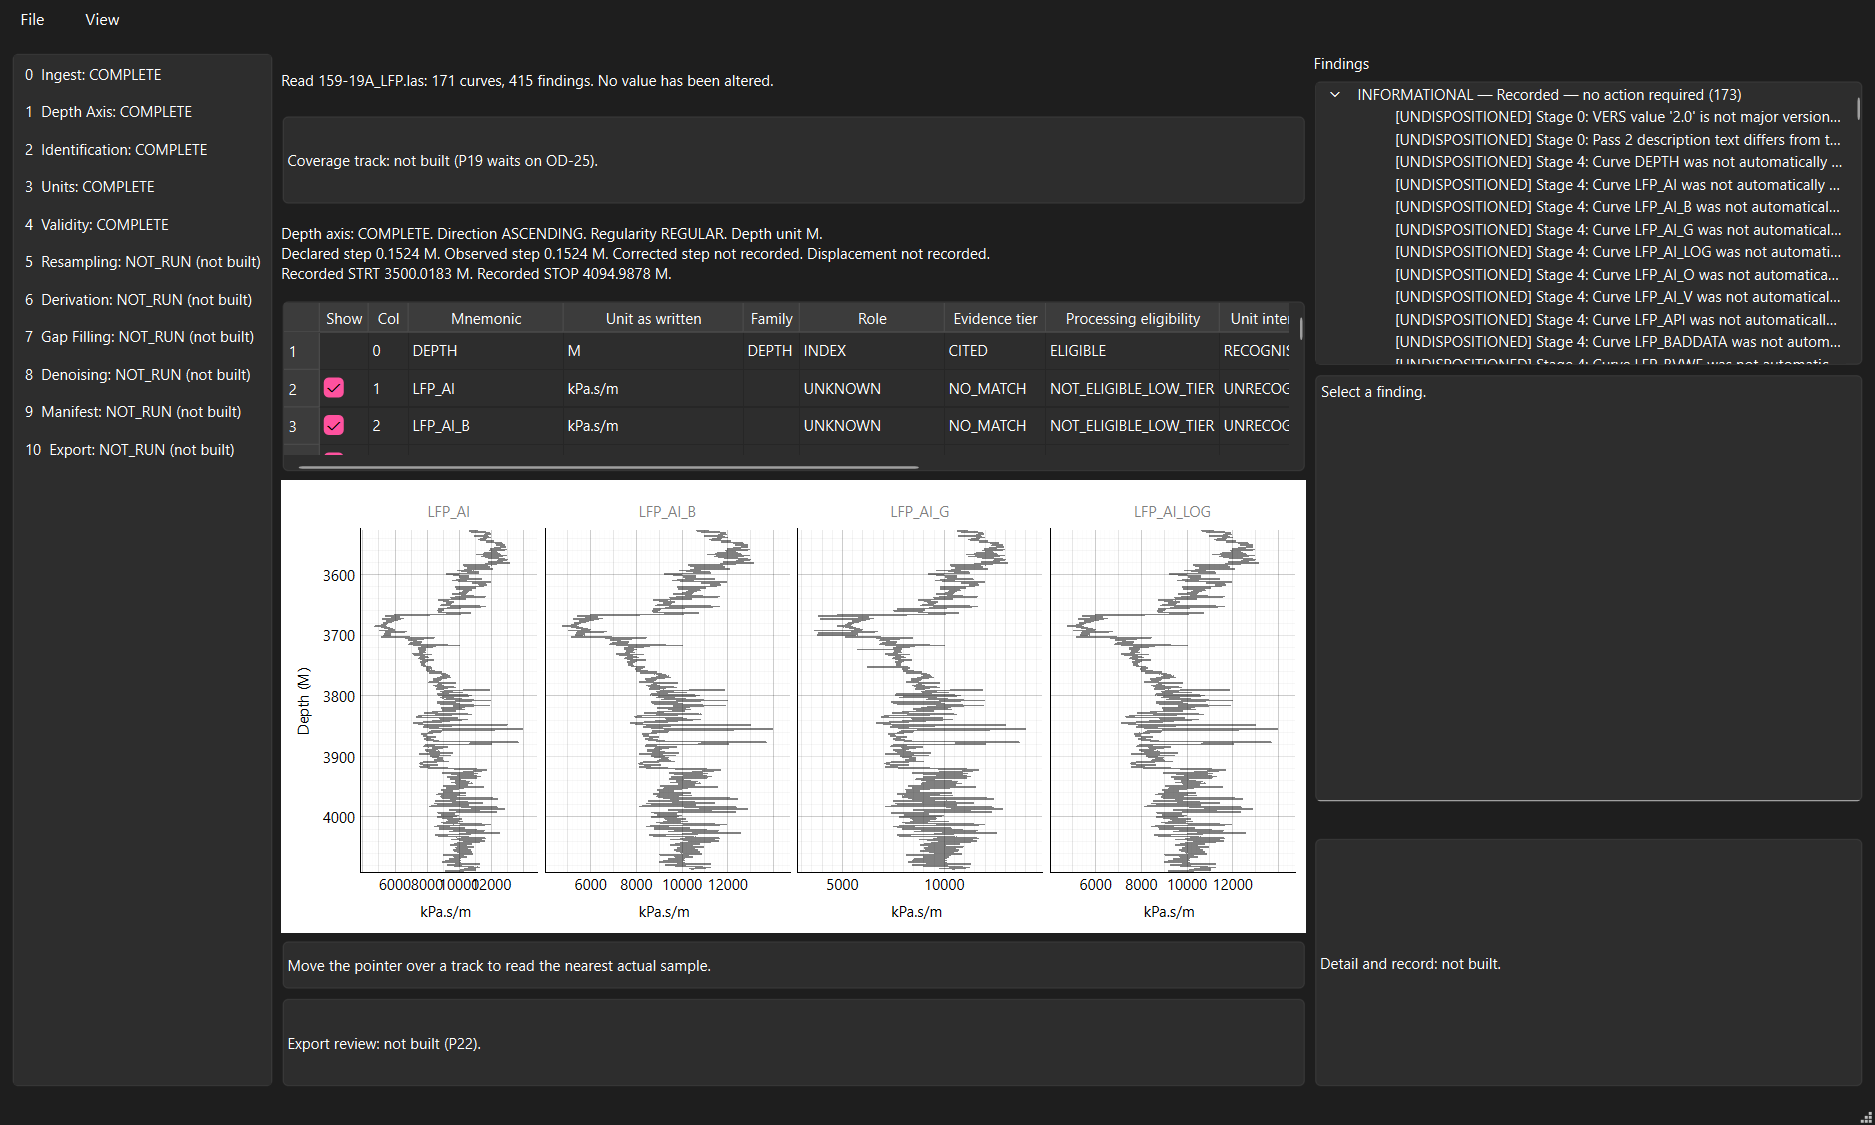 File
View
0 Ingest: COMPLETE
1 Depth Axis: COMPLETE
2 Identification: COMPLETE
3 Units: COMPLETE
4 Validity: COMPLETE
5 Resampling: NOT_RUN (not built)
6 Derivation: NOT_RUN (not built)
7 Gap Filling: NOT_RUN (not built)
8 Denoising: NOT_RUN (not built)
9 Manifest: NOT_RUN (not built)
10 Export: NOT_RUN (not built)
Read 159-19A_LFP.las: 171 curves, 415 findings. No value has been altered.
Coverage track: not built (P19 waits on OD-25).
Depth axis: COMPLETE. Direction ASCENDING. Regularity REGULAR. Depth unit M.
Declared step 0.1524 M. Observed step 0.1524 M. Corrected step not recorded. Displacement not recorded.
Recorded STRT 3500.0183 M. Recorded STOP 4094.9878 M.
Show Col Mnemonic Unit as written Family Role Evidence tier Processing eligibility Unit inter
1 0 DEPTH M DEPTH INDEX CITED ELIGIBLE RECOGNIS
2 1 LFP_AI kPa.s/m UNKNOWN NO_MATCH NOT_ELIGIBLE_LOW_TIER UNRECOG
3 2 LFP_AI_B kPa.s/m UNKNOWN NO_MATCH NOT_ELIGIBLE_LOW_TIER UNRECOG
LFP_AI LFP_AI_B LFP_AI_G LFP_AI_LOG
Depth (M)
3600
3700
3800
3900
4000
6000 8000 10000 12000 6000 8000 10000 12000 5000 10000 6000 8000 10000 12000
kPa.s/m kPa.s/m kPa.s/m kPa.s/m
Move the pointer over a track to read the nearest actual sample.
Export review: not built (P22).
Findings
INFORMATIONAL — Recorded — no action required (173)
[UNDISPOSITIONED] Stage 0: VERS value '2.0' is not major version...
[UNDISPOSITIONED] Stage 0: Pass 2 description text differs from t...
[UNDISPOSITIONED] Stage 4: Curve DEPTH was not automatically ...
[UNDISPOSITIONED] Stage 4: Curve LFP_AI was not automatically ...
[UNDISPOSITIONED] Stage 4: Curve LFP_AI_B was not automatical...
[UNDISPOSITIONED] Stage 4: Curve LFP_AI_G was not automatical...
[UNDISPOSITIONED] Stage 4: Curve LFP_AI_LOG was not automati...
[UNDISPOSITIONED] Stage 4: Curve LFP_AI_O was not automatica...
[UNDISPOSITIONED] Stage 4: Curve LFP_AI_V was not automatical...
[UNDISPOSITIONED] Stage 4: Curve LFP_API was not automaticall...
[UNDISPOSITIONED] Stage 4: Curve LFP_BADDATA was not autom...
[UNDISPOSITIONED] Stage 4: Curve LFP_BVWE was not automatic...
Select a finding.
Detail and record: not built.